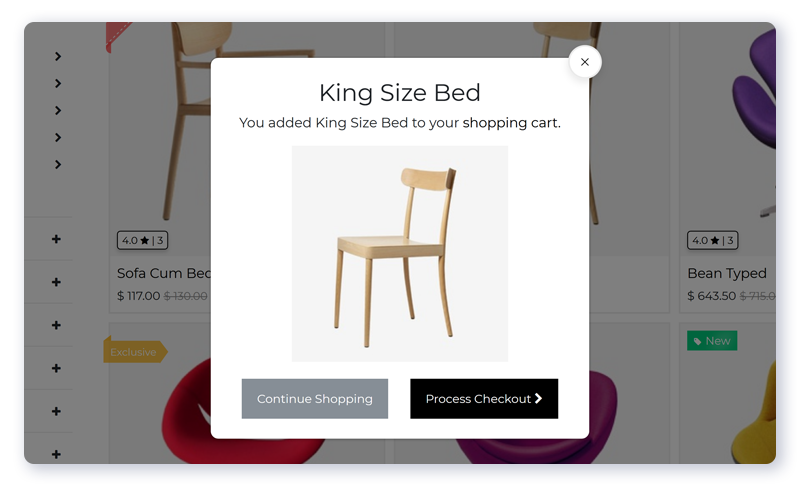 King Size Bed
You added King Size Bed to your shopping cart.
Continue Shopping
Process Checkout
4.0 | 3
Sofa Cum Bed
$ 117.00 $ 130.00
4.0 | 3
Bean Typed
$ 643.50 $ 715.0
Exclusive
New